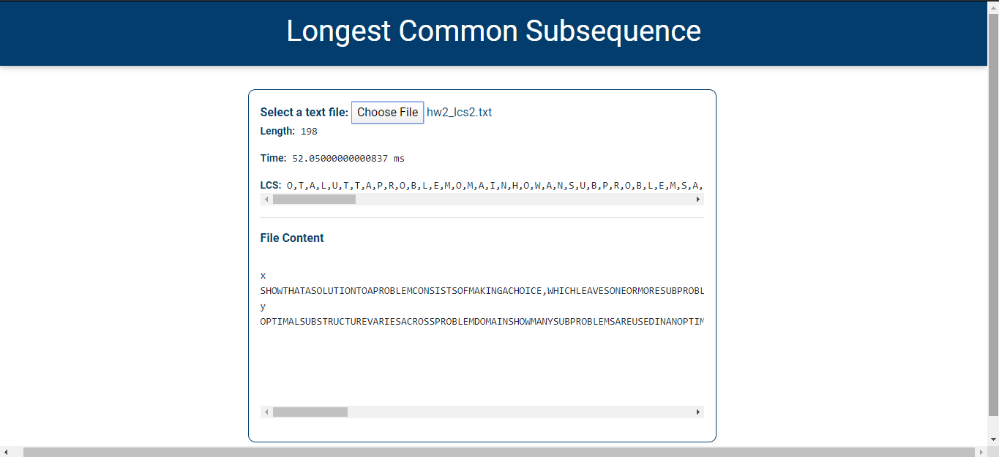 Longest Common Subsequence
Select a text file: Choose File hw2_lcs2.txt
Length: 198
Time: 52.05000000000837 ms
LCS: O,T,A,L,U,T,T,A,P,R,O,B,L,E,M,O,M,A,I,N,H,O,W,A,N,S,U,B,P,R,O,B,L,E,M,S,A,
File Content
x
SHOWTHATASOLUTIONTOAPROBLEMCONSISTSOFMAKINGACHOICE,WHICHLEAVESONEORMORESUBPROBL
y
OPTIMALSUBSTRUCTUREVARIESACROSSPROBLEMDOMAINSHOWMANYSUBPROBLEMSAREUSEDINANOPTIM